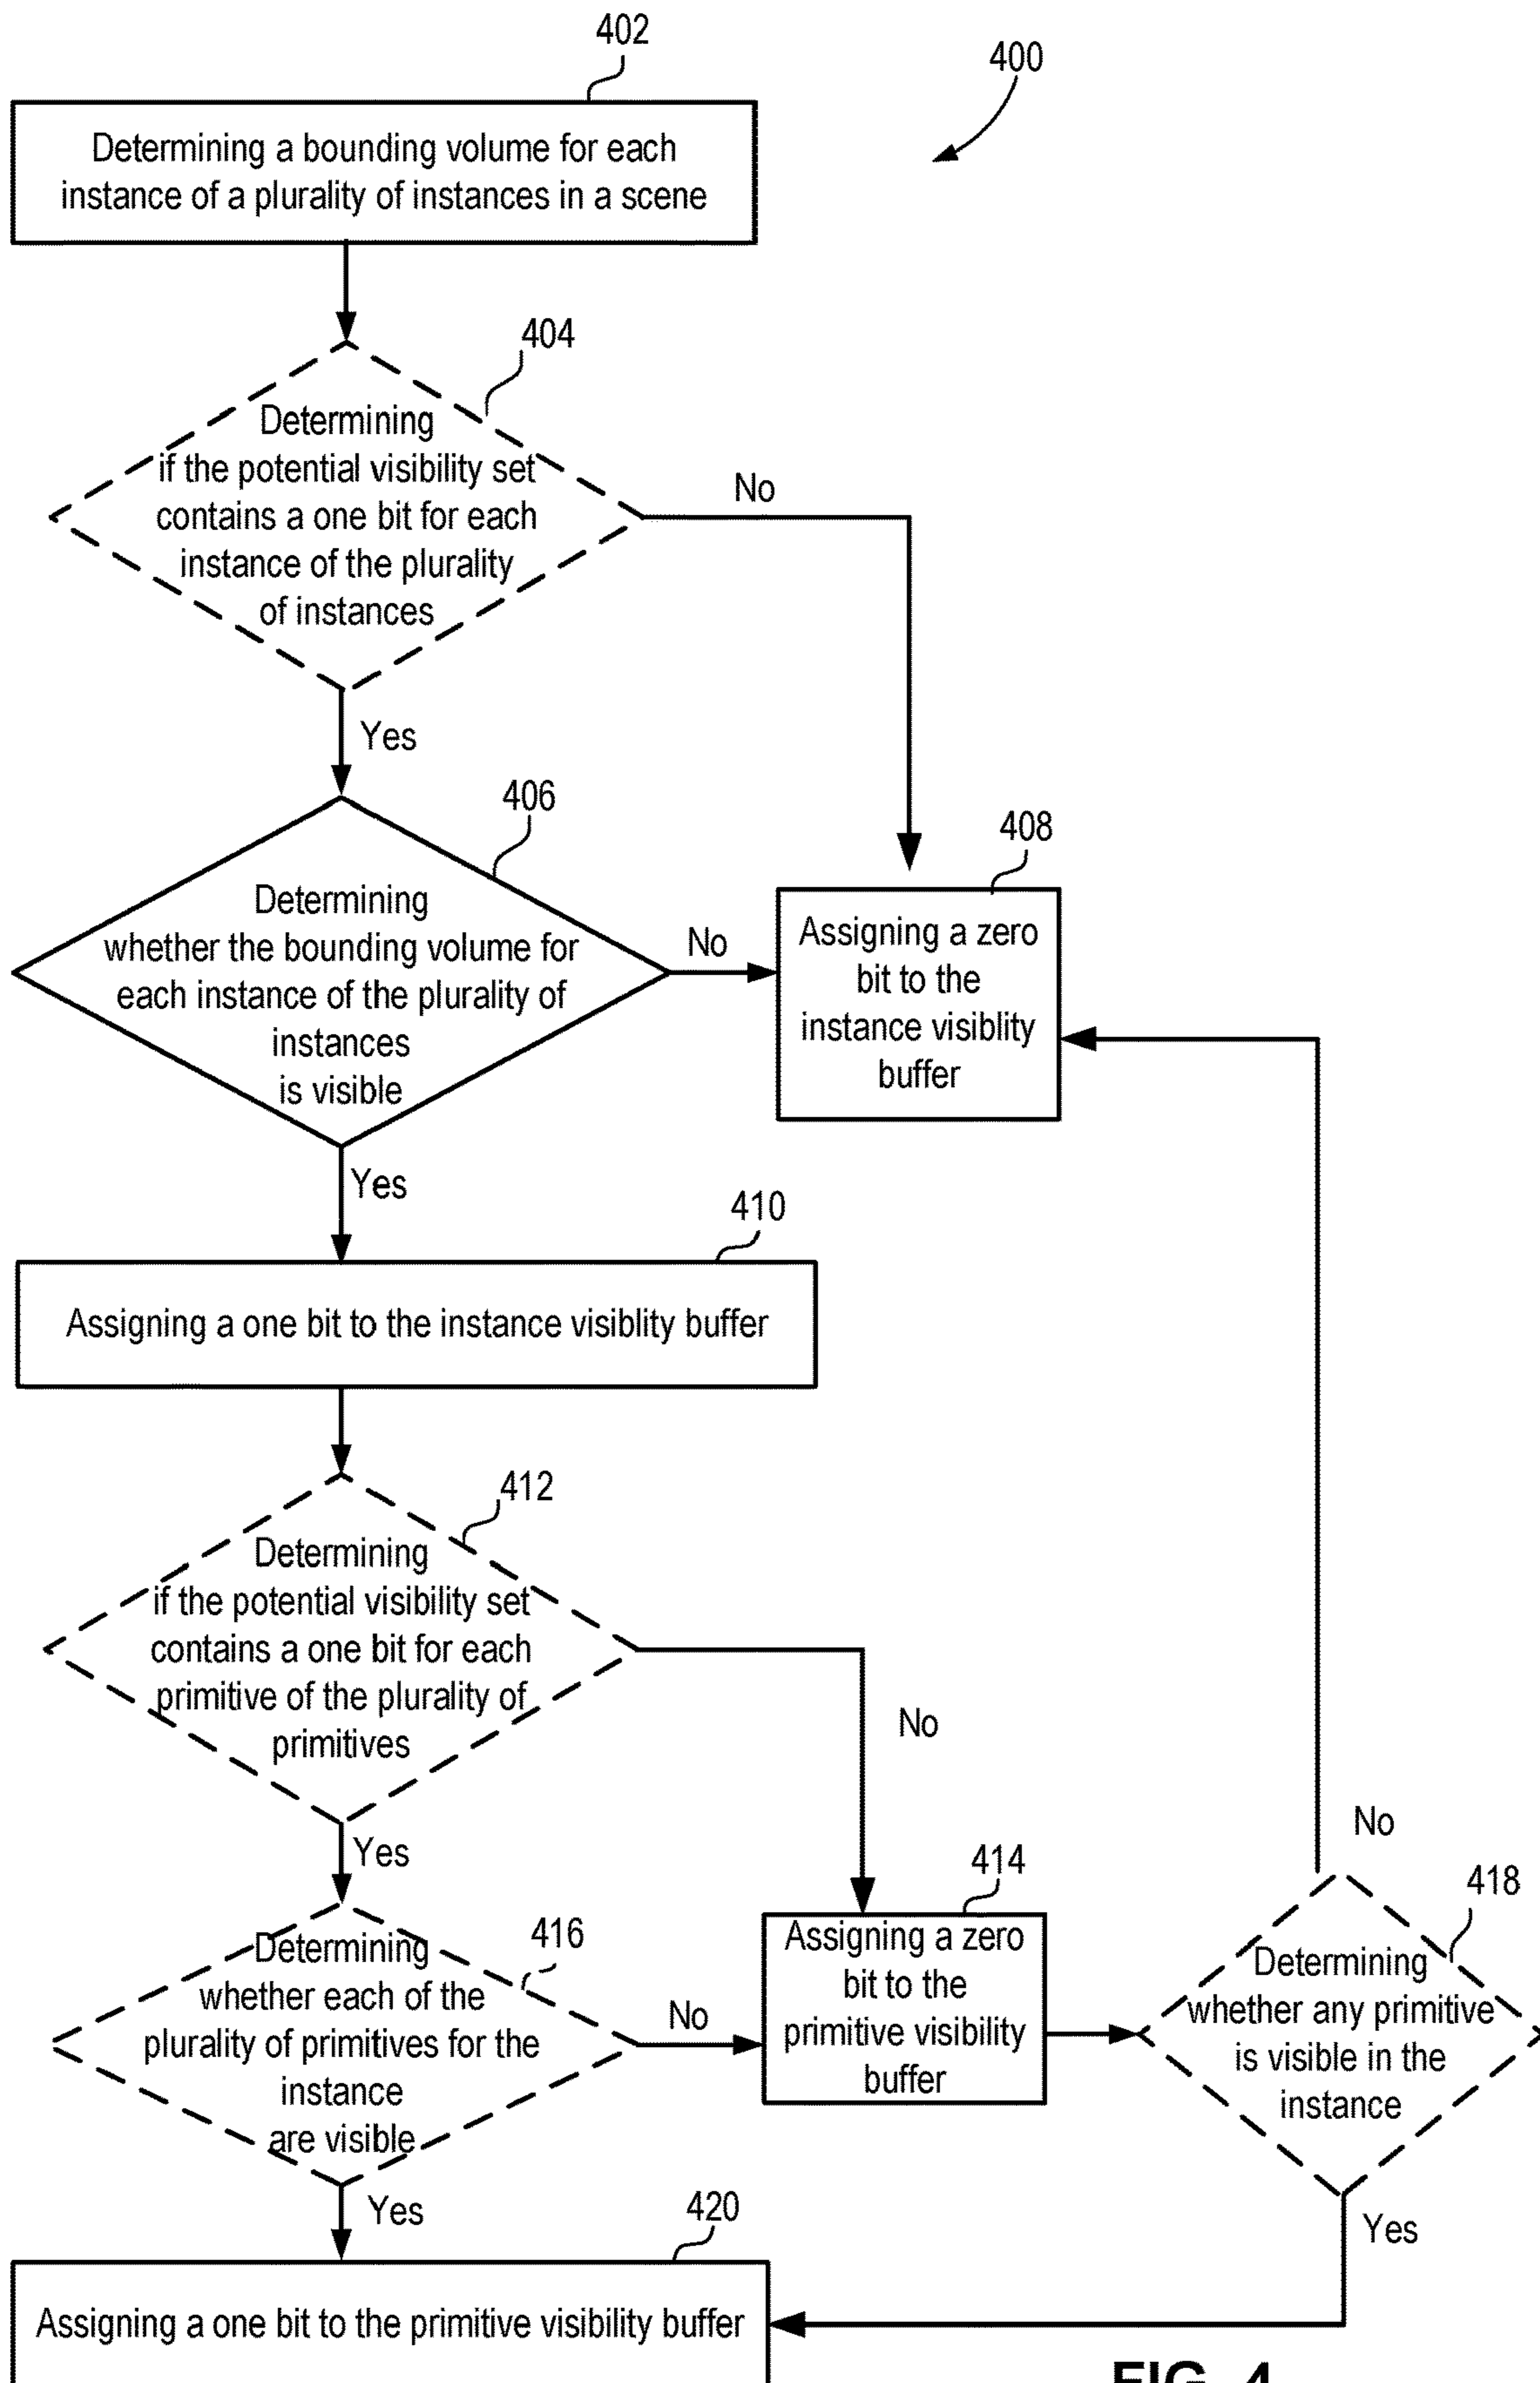 402
400
Determining a bounding volume for each
instance of a plurality of instances in a scene
404
Determining
if the potential visibility set
contains a one bit for each
instance of the plurality
of instances
No
Yes
406
408
Determining
whether the bounding volume for
each instance of the plurality of
instances
is visible
No
Assigning a zero
bit to the
instance visiblity
buffer
Yes
410
Assigning a one bit to the instance visiblity buffer
412
Determining
if the potential visibility set
contains a one bit for each
primitive of the plurality of
primitives
No
Yes
414
No
418
416
Determining
whether each of the
plurality of primitives for the
instance
are visible
No
Assigning a zero
bit to the
primitive visibility
buffer
Determining
whether any primitive
is visible in the
instance
Yes
420
Yes
Assigning a one bit to the primitive visibility buffer
FIG. 4